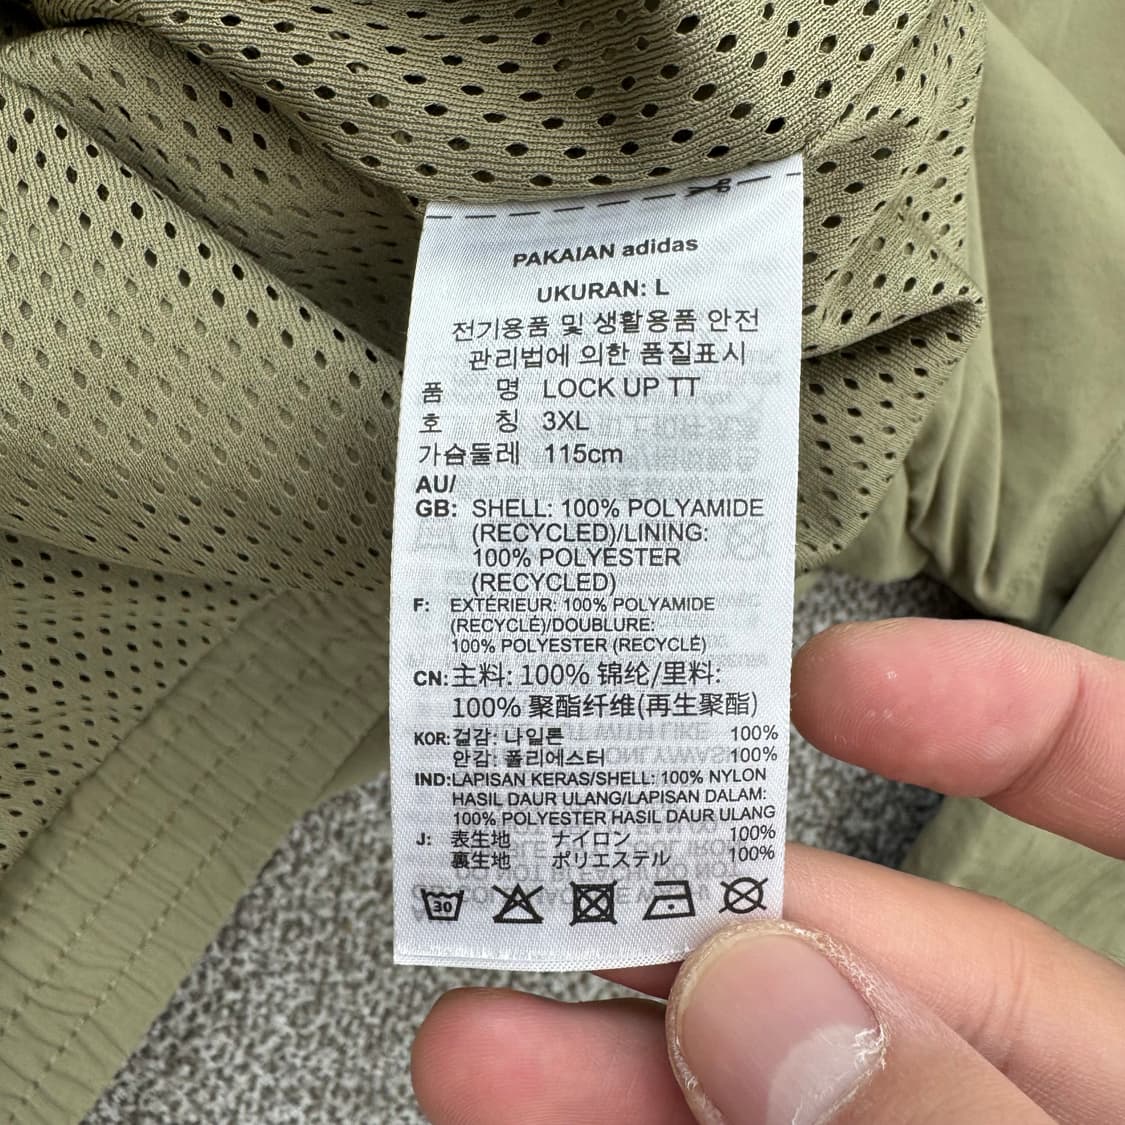 PAKAIAN adidas
UKURAN: L
전기용품 및 생활용품 안전
관리법에 의한 품질표시
품 명 LOCK UP TT
호 칭 3XL
가슴둘레 115cm
AU/
GB: SHELL: 100% POLYAMIDE
(RECYCLED)/LINING:
100% POLYESTER
(RECYCLED)
F: EXTÉRIEUR: 100% POLYAMIDE
(RECYCLÉ)/DOUBLURE:
100% POLYESTER (RECYCLÉ)
CN: 主料: 100% 锦纶/里料:
100% 聚酯纤维(再生聚酯)
KOR: 겉감: 나일론 100%
안감: 폴리에스터 100%
IND: LAPISAN KERAS/SHELL: 100% NYLON
HASIL DAUR ULANG/LAPISAN DALAM:
100% POLYESTER HASIL DAUR ULANG
J: 表生地 ナイロン 100%
裏生地 ポリエステル 100%
30